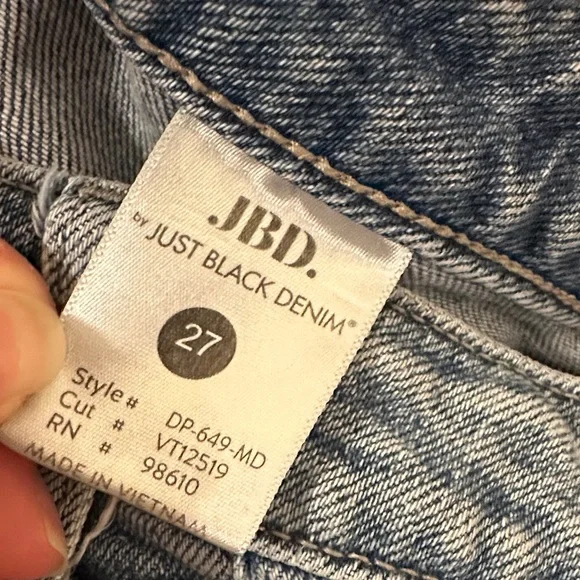 JBD.
by JUST BLACK DENIM®
27
Style# DP-649-MD
Cut # VT12519
RN # 98610
MADE IN VIETNAM